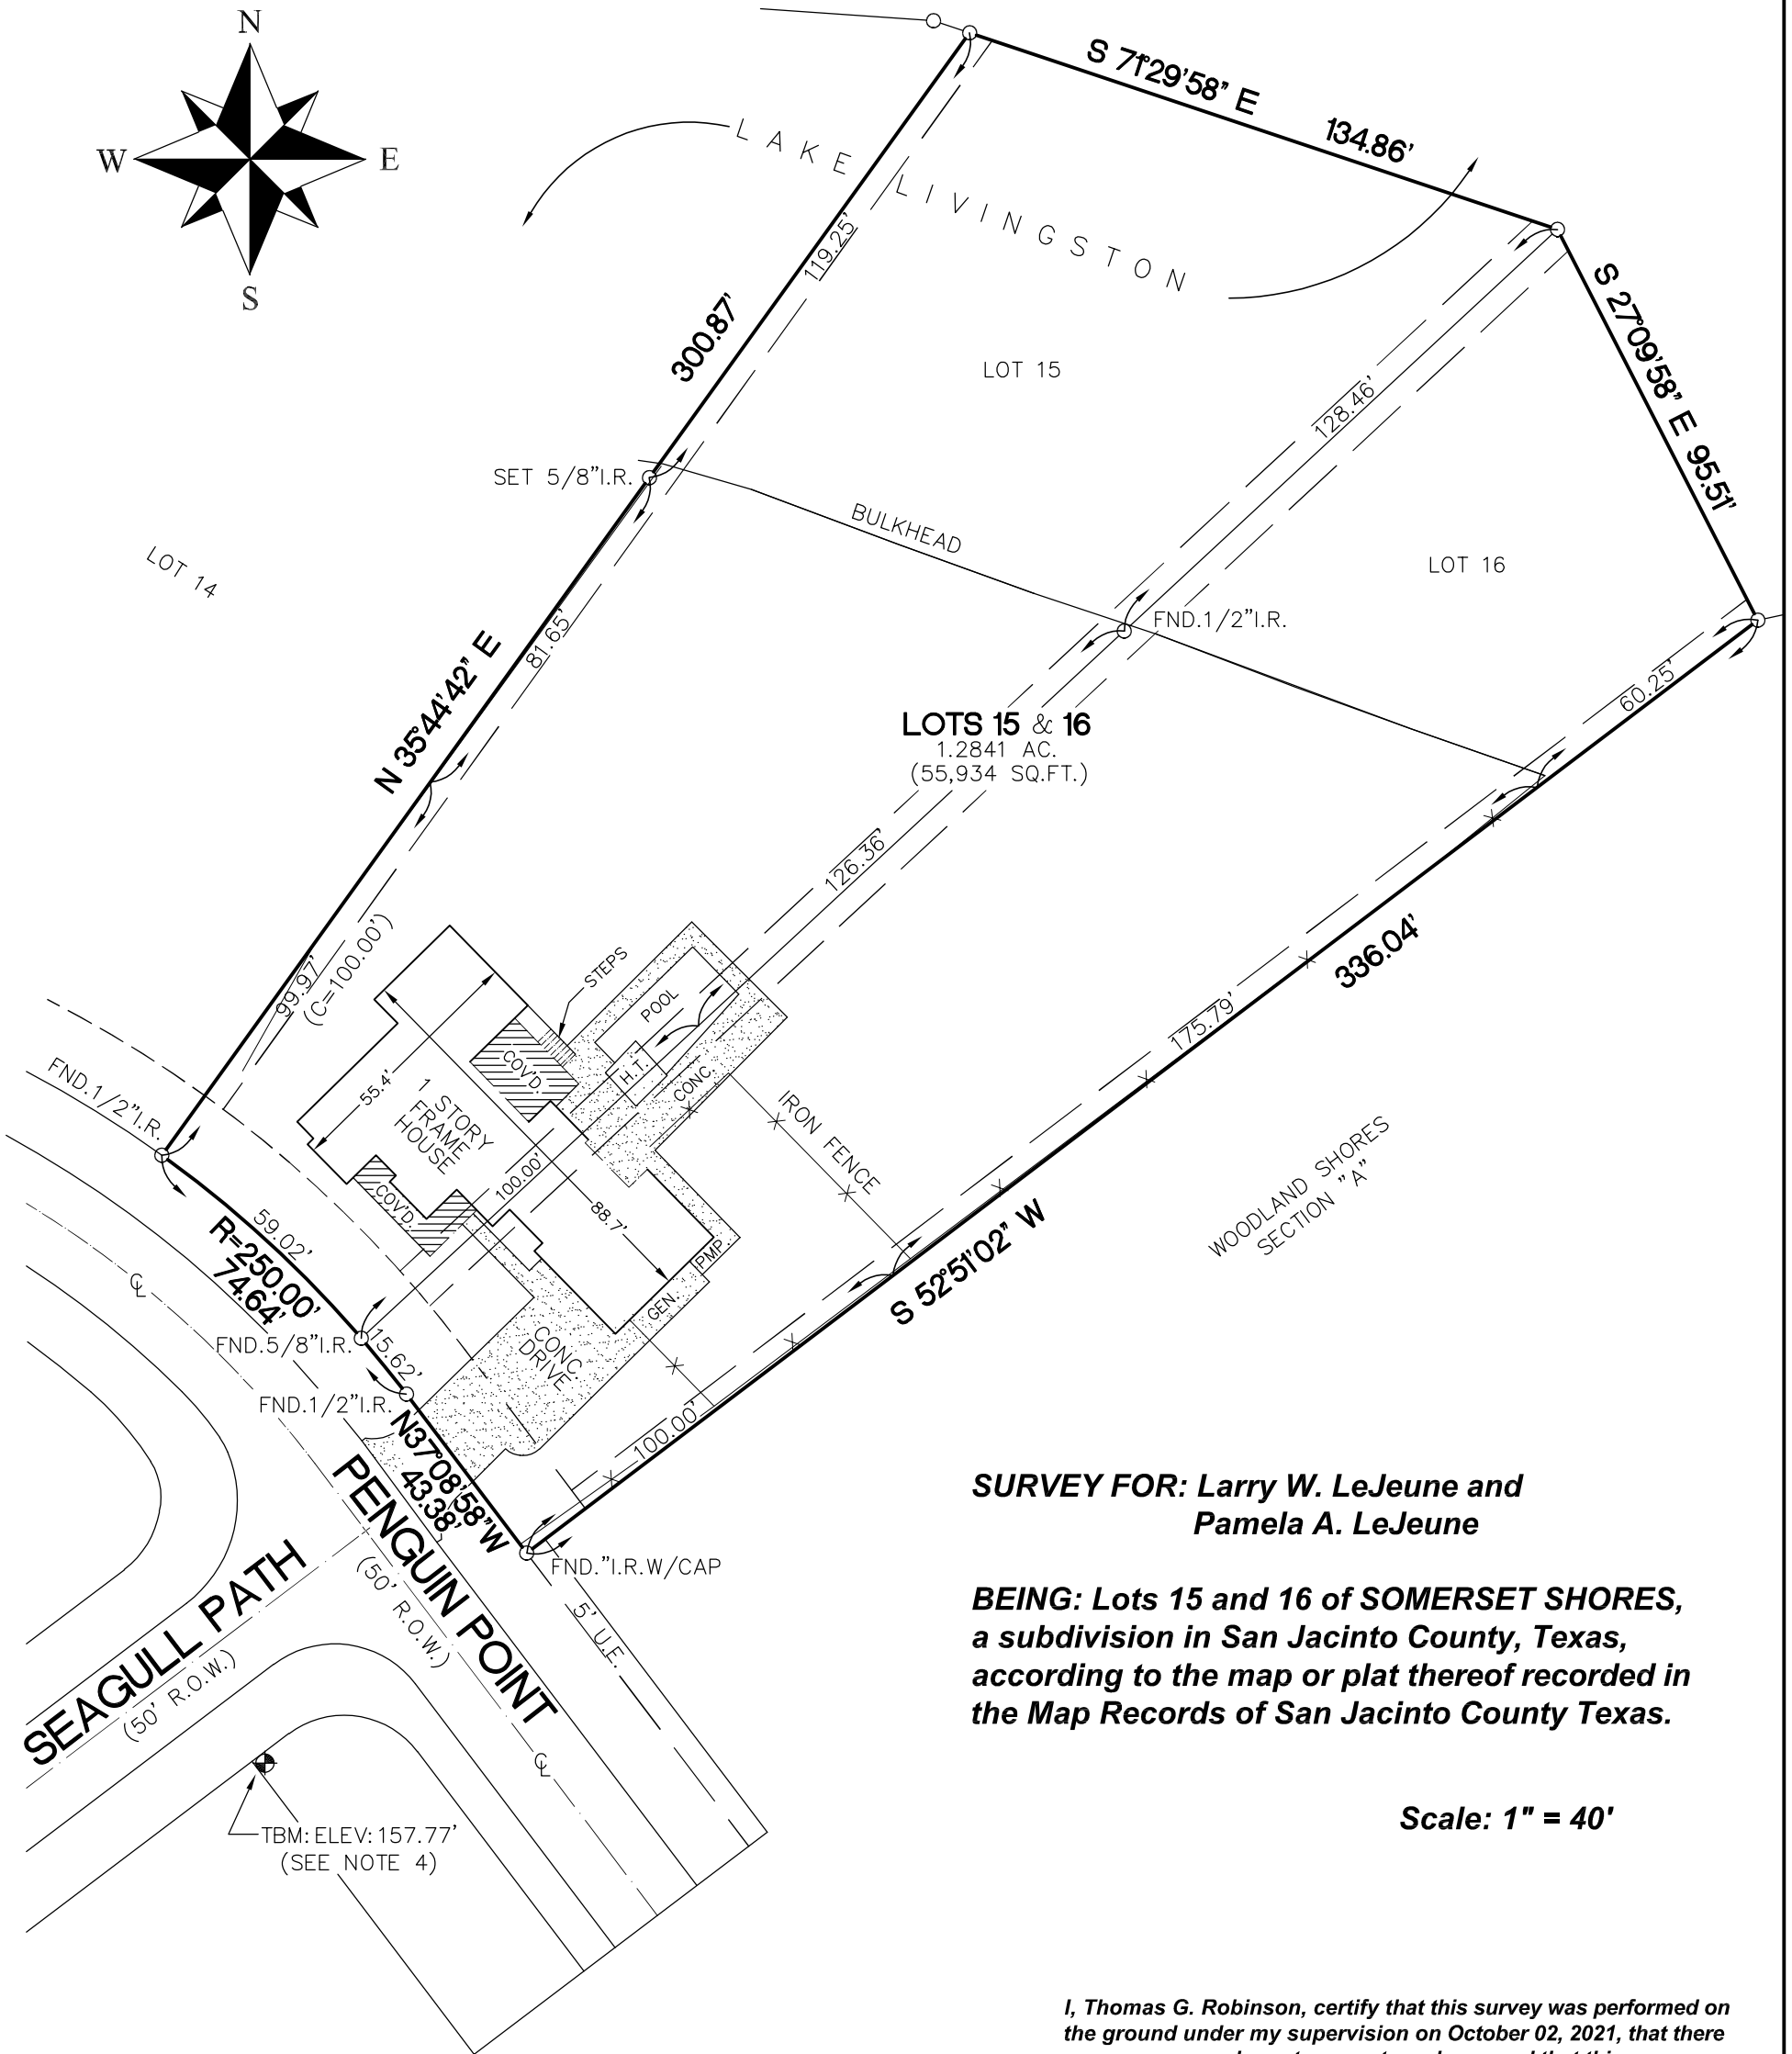 N
W
E
S
S 71°29'58" E
134.86'
LAKE LIVINGSTON
119.25'
300.87'
S 27°09'58" E 95.51'
LOT 15
128.46'
SET 5/8"I.R.
BULKHEAD
LOT 14
LOT 16
FND.1/2"I.R.
N 35°44'42" E
81.65'
60.25'
LOTS 15 & 16
1.2841 AC.
(55,934 SQ.FT.)
126.36'
336.04'
99.97'
(C=100.00')
STEPS
POOL
175.79'
FND.1/2"I.R.
55.4'
COV'D.
H.T.
CONC.
1 STORY
FRAME
HOUSE
IRON FENCE
100.00'
COV'D.
88.7'
WOODLAND SHORES
SECTION "A"
59.02'
R=250.00'
74.64'
PMP.
GEN.
S 52°51'02" W
CL
FND.5/8"I.R.
15.62'
CONC.
DRIVE
FND.1/2"I.R.
100.00'
N37°08'58"W
43.38'
SURVEY FOR: Larry W. LeJeune and
Pamela A. LeJeune
FND."I.R.W/CAP
PENGUIN POINT
(50' R.O.W.)
5' U.E.
SEAGULL PATH
(50' R.O.W.)
BEING: Lots 15 and 16 of SOMERSET SHORES,
a subdivision in San Jacinto County, Texas,
according to the map or plat thereof recorded in
the Map Records of San Jacinto County Texas.
CL
Scale: 1" = 40'
TBM: ELEV: 157.77'
(SEE NOTE 4)
I, Thomas G. Robinson, certify that this survey was performed on
the ground under my supervision on October 02, 2021, that there